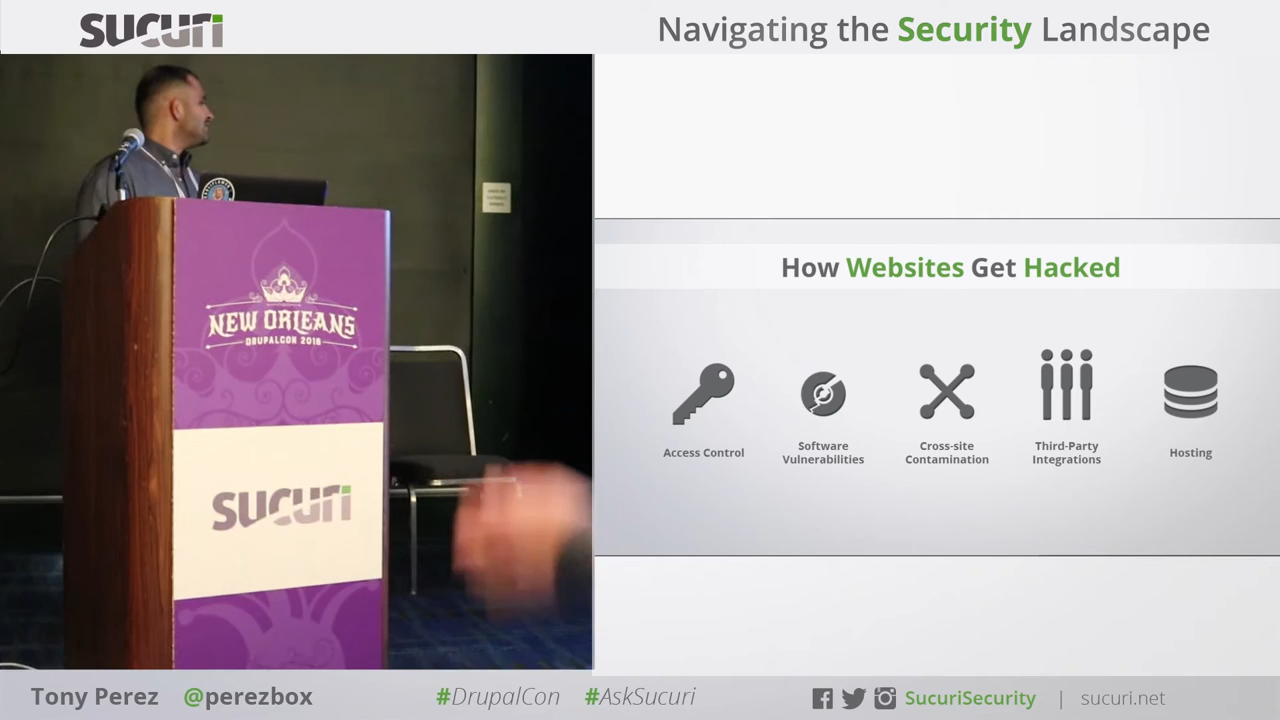 sucuri
Navigating the Security Landscape
NEW ORLEANS
DRUPALCON 2016
sucuri
How Websites Get Hacked
Access Control
Software
Vulnerabilities
Cross-site
Contamination
Third-Party
Integrations
Hosting
Tony Perez @perezbox #DrupalCon #AskSucuri SucuriSecurity | sucuri.net